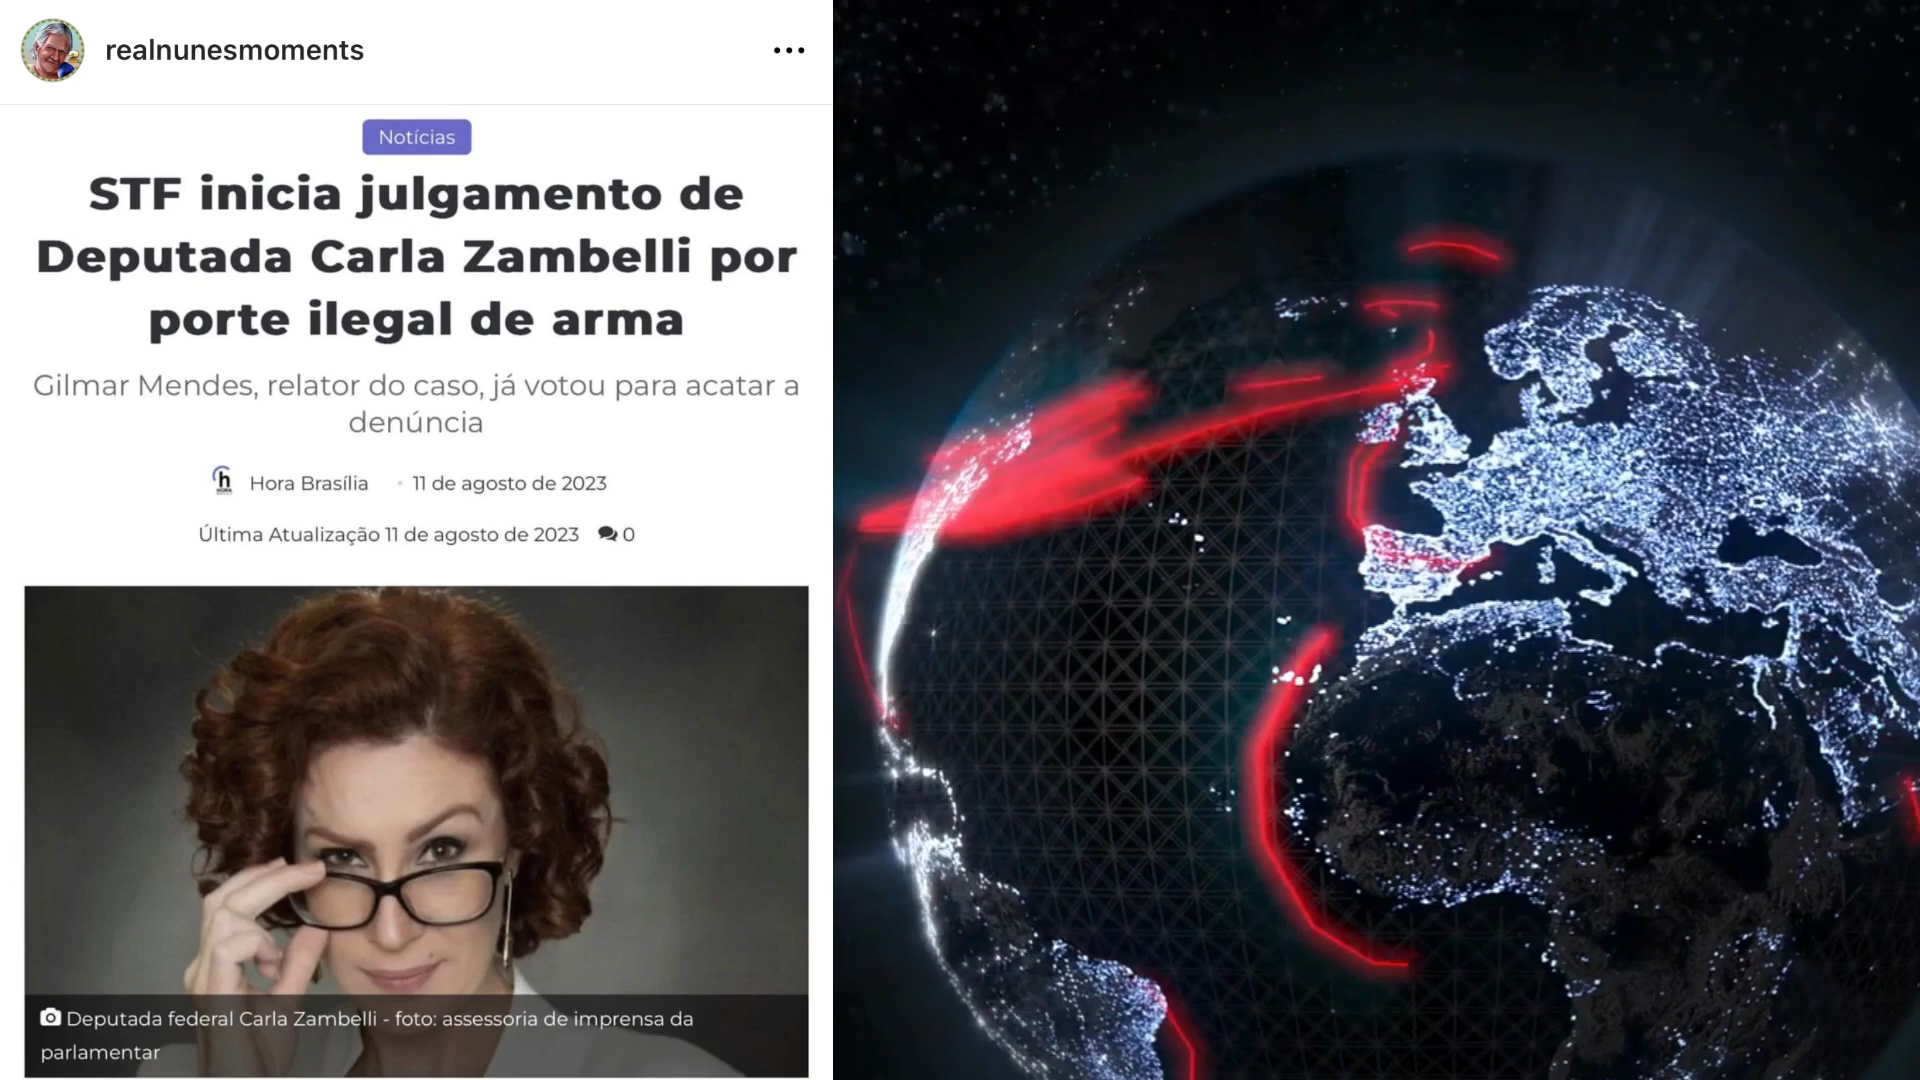 realnunesmoments
Notícias
STF inicia julgamento de
Deputada Carla Zambelli por
porte ilegal de arma
Gilmar Mendes, relator do caso, já votou para acatar a
denúncia
h Hora Brasília • 11 de agosto de 2023
Última Atualização 11 de agosto de 2023 0
Deputada federal Carla Zambelli - foto: assessoria de imprensa da
parlamentar